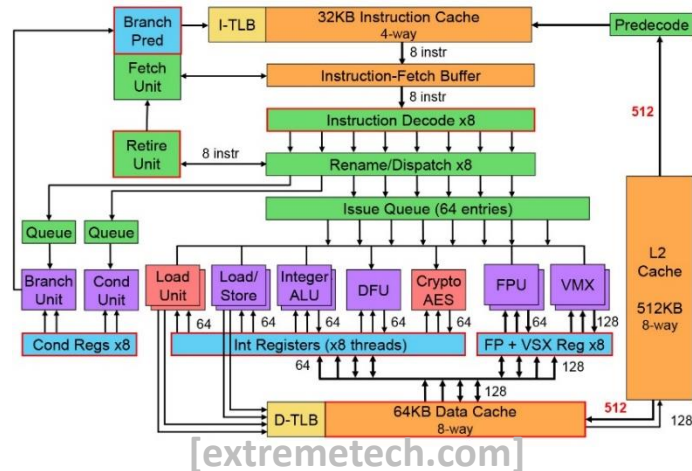 Branch
Pred
I-TLB
32KB Instruction Cache
4-way
Predecode
8 instr
Fetch
Unit
Instruction-Fetch Buffer
8 instr
512
Instruction Decode x8
Retire
Unit
8 instr
Rename/Dispatch x8
Issue Queue (64 entries)
Queue
Queue
L2
Cache
512KB
8-way
Branch
Unit
Cond
Unit
Load
Unit
Load/
Store
Integer
ALU
DFU
Crypto
AES
FPU
VMX
64
64
64
64
64
64
128
Cond Regs x8
Int Registers (x8 threads)
FP + VSX Reg x8
64
128
128
512
128
D-TLB
64KB Data Cache
8-way
[extremetech.com]